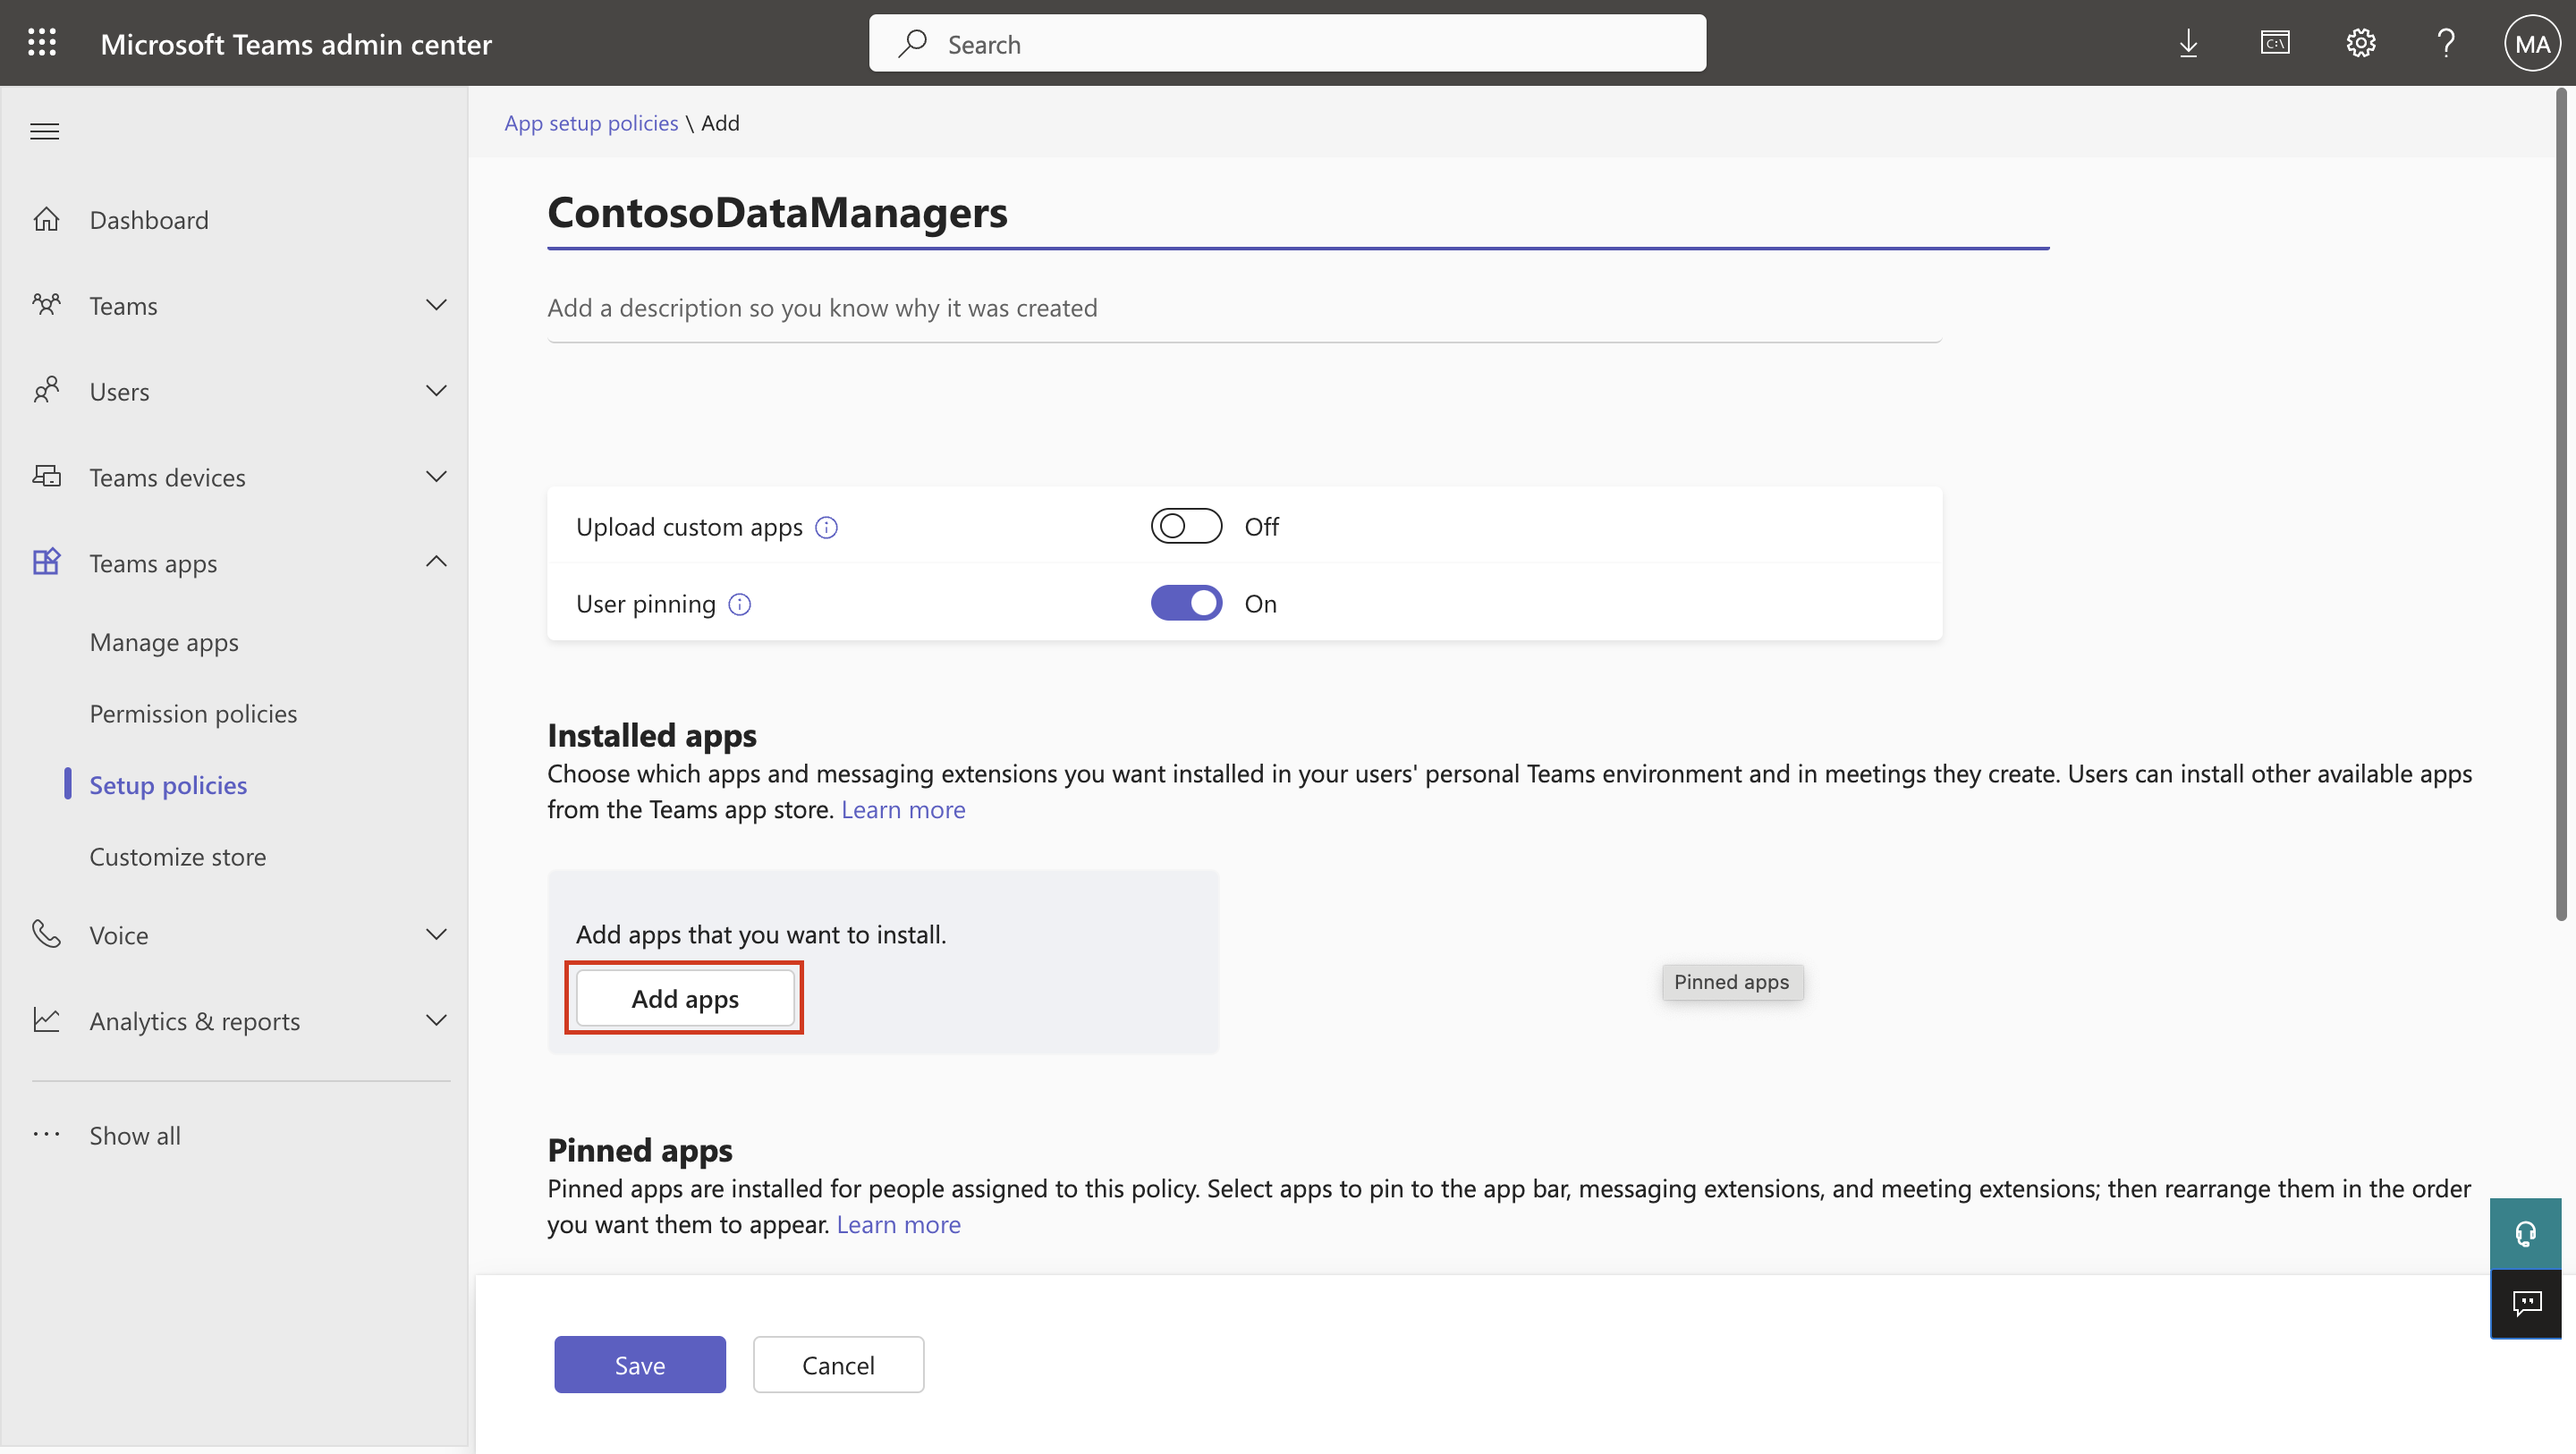 Microsoft Teams admin center
Search
C:\
?
MA
App setup policies \ Add
Dashboard
Teams
Users
Teams devices
Teams apps
Manage apps
Permission policies
Setup policies
Customize store
Voice
Analytics & reports
Show all
ContosoDataManagers
Add a description so you know why it was created
Upload custom apps
Off
User pinning
On
Installed apps
Choose which apps and messaging extensions you want installed in your users' personal Teams environment and in meetings they create. Users can install other available apps
from the Teams app store. Learn more
Add apps that you want to install.
Add apps
Pinned apps
Pinned apps
Pinned apps are installed for people assigned to this policy. Select apps to pin to the app bar, messaging extensions, and meeting extensions; then rearrange them in the order
you want them to appear. Learn more
Save
Cancel